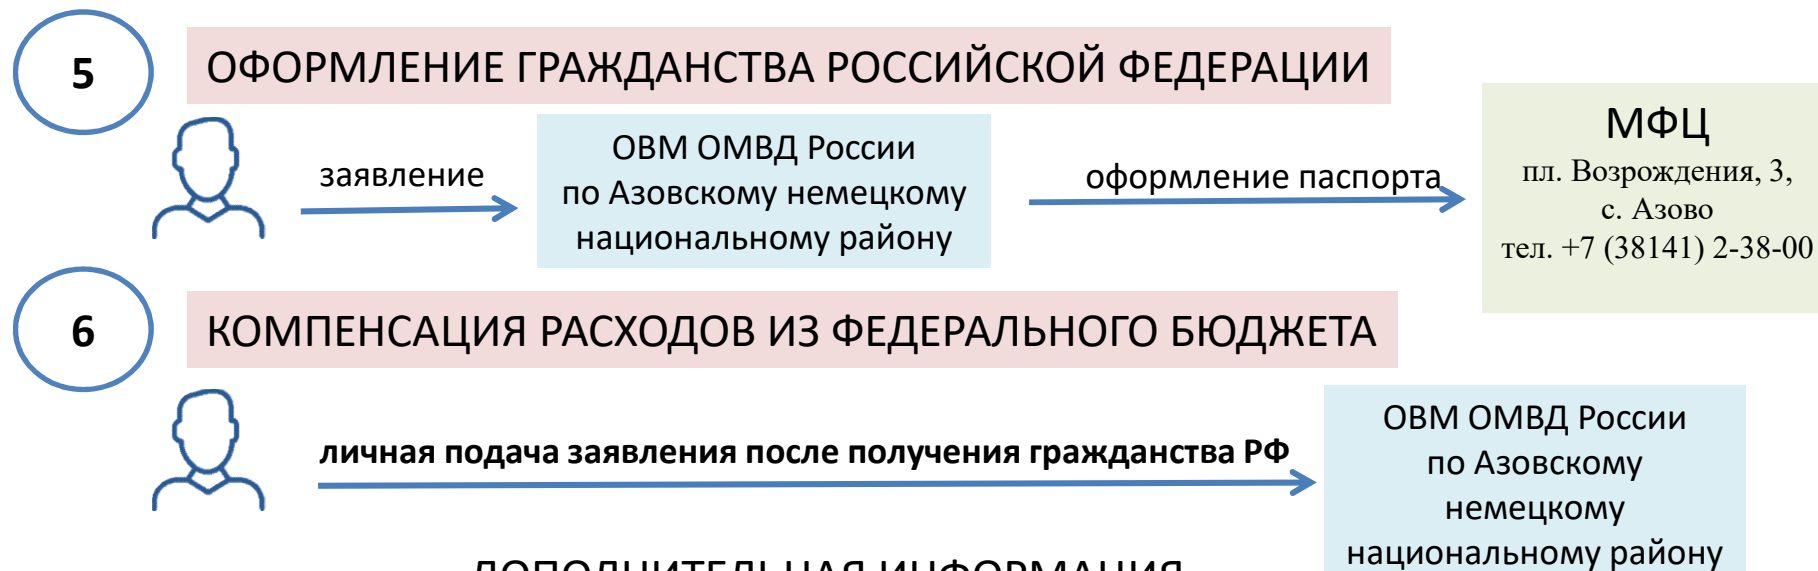 5
ОФОРМЛЕНИЕ ГРАЖДАНСТВА РОССИЙСКОЙ ФЕДЕРАЦИИ
заявление
ОВМ ОМВД России
по Азовскому немецкому
национальному району
оформление паспорта
МФЦ
пл. Возрождения, 3,
с. Азово
тел. +7 (38141) 2-38-00
6
КОМПЕНСАЦИЯ РАСХОДОВ ИЗ ФЕДЕРАЛЬНОГО БЮДЖЕТА
личная подача заявления после получения гражданства РФ
ОВМ ОМВД России
по Азовскому
немецкому
национальному району
ДОПОЛНИТЕЛЬНАЯ ИНФОРМАЦИЯ